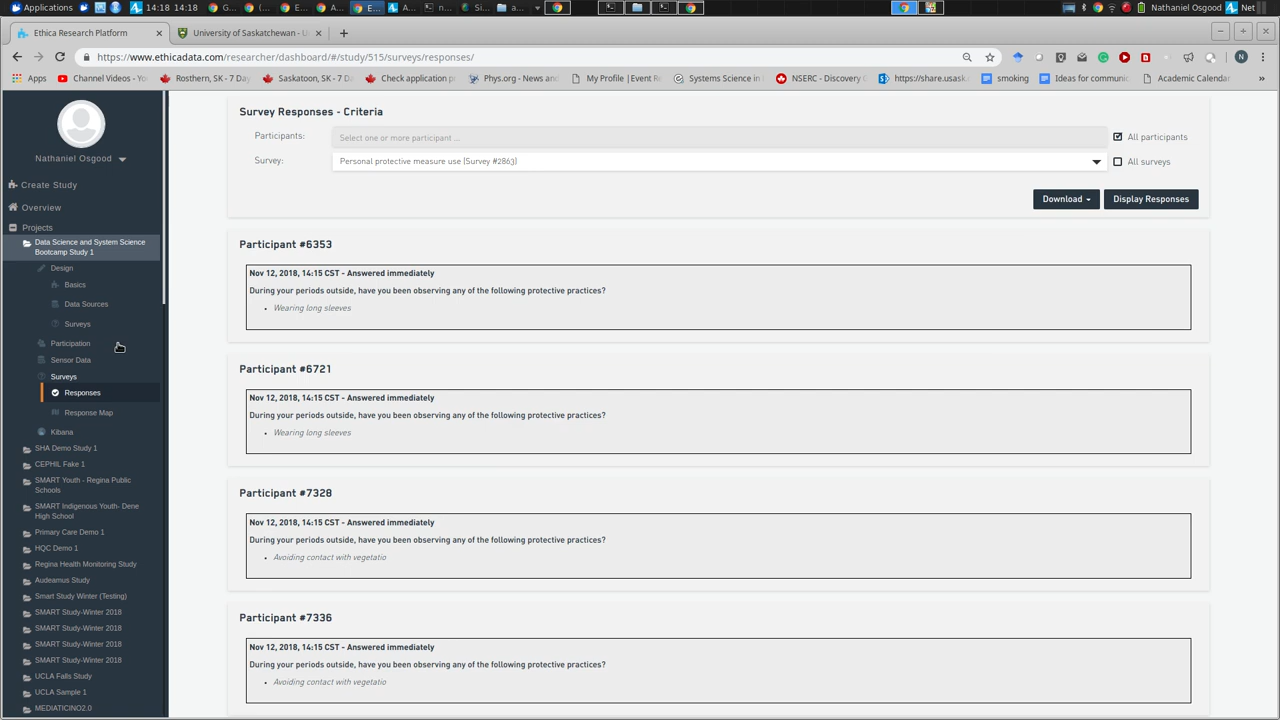 Applications 14:18 14:18 Go E... Si... a... Nathaniel Osgood Net
Ethica Research Platform × University of Saskatchewan - U × +
https://www.ethicadata.com/researcher/dashboard/#/study/515/surveys/responses/
Apps Channel Videos - Yo Rosthern, SK - 7 Day Saskatoon, SK - 7 Da Check application p Phys.org - News and My Profile |Event Re Systems Science in NSERC - Discovery G https://share.usask smoking Ideas for communic Academic Calendar »
Nathaniel Osgood
Create Study
Overview
Projects
Data Science and System Science
Bootcamp Study 1
Design
Basics
Data Sources
Surveys
Participation
Sensor Data
Surveys
Responses
Response Map
Kibana
SHA Demo Study 1
CEPHIL Fake 1
SMART Youth - Regina Public
Schools
SMART Indigenous Youth- Dene
High School
Primary Care Demo 1
HQC Demo 1
Regina Health Monitoring Study
Audeamus Study
Smart Study Winter (Testing)
SMART Study-Winter 2018
SMART Study-Winter 2018
SMART Study-Winter 2018
SMART Study-Winter 2018
UCLA Falls Study
UCLA Sample 1
MEDIATICINO2.0
Survey Responses - Criteria
Participants: Select one or more participant ... All participants
Survey: Personal protective measure use (Survey #2863) All surveys
Download Display Responses
Participant #6353
Nov 12, 2018, 14:15 CST - Answered immediately
During your periods outside, have you been observing any of the following protective practices?
• Wearing long sleeves
Participant #6721
Nov 12, 2018, 14:15 CST - Answered immediately
During your periods outside, have you been observing any of the following protective practices?
• Wearing long sleeves
Participant #7328
Nov 12, 2018, 14:15 CST - Answered immediately
During your periods outside, have you been observing any of the following protective practices?
• Avoiding contact with vegetatio
Participant #7336
Nov 12, 2018, 14:15 CST - Answered immediately
During your periods outside, have you been observing any of the following protective practices?
• Avoiding contact with vegetatio